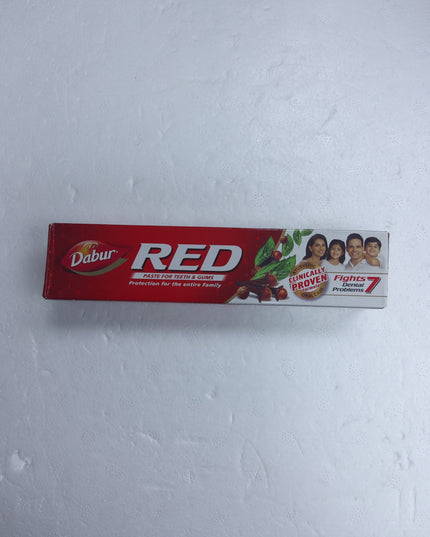 Dabur
RED
PASTE FOR TEETH & GUMS
Protection for the entire Family
CLINICALLY
PROVEN
Fights
Dental
Problems
7